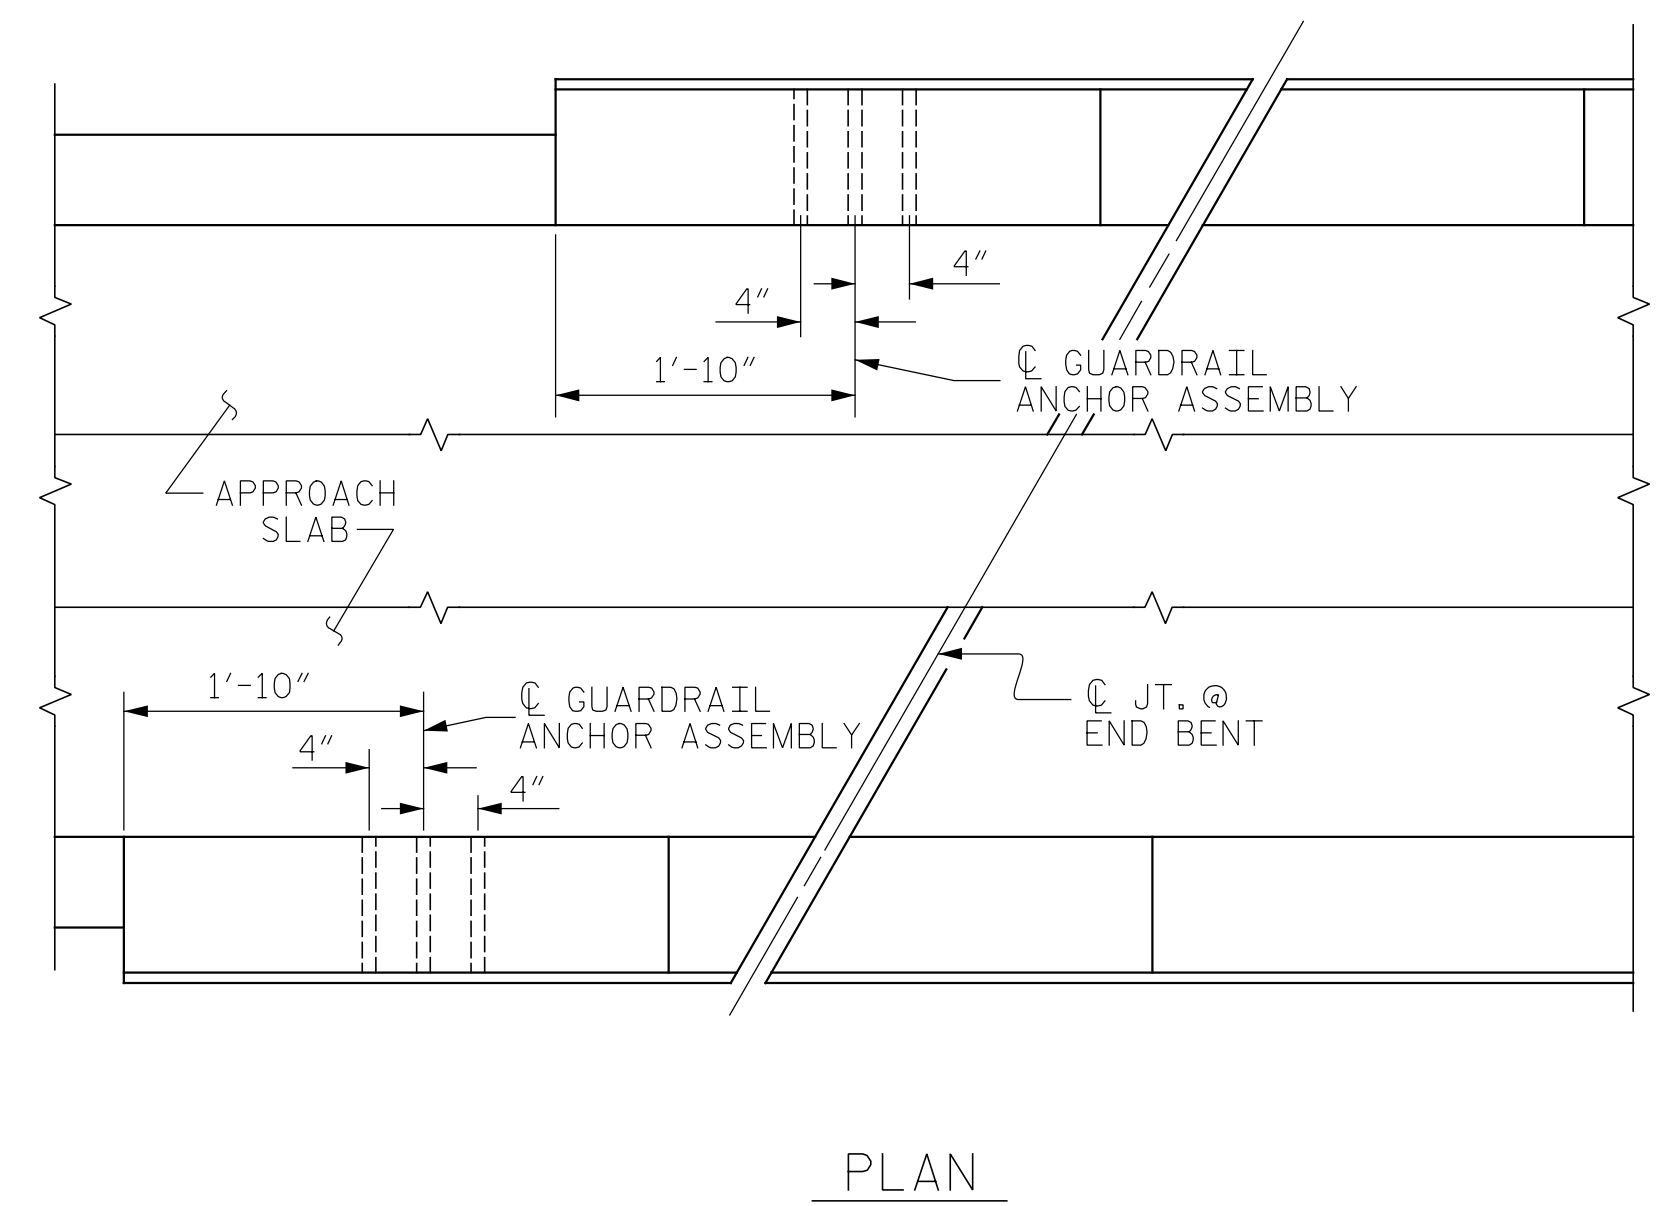 4"
4"
1'-10"
℄ GUARDRAIL
ANCHOR ASSEMBLY
APPROACH
SLAB
1'-10"
℄ GUARDRAIL
ANCHOR ASSEMBLY
℄ JT. @
END BENT
4"
4"
PLAN